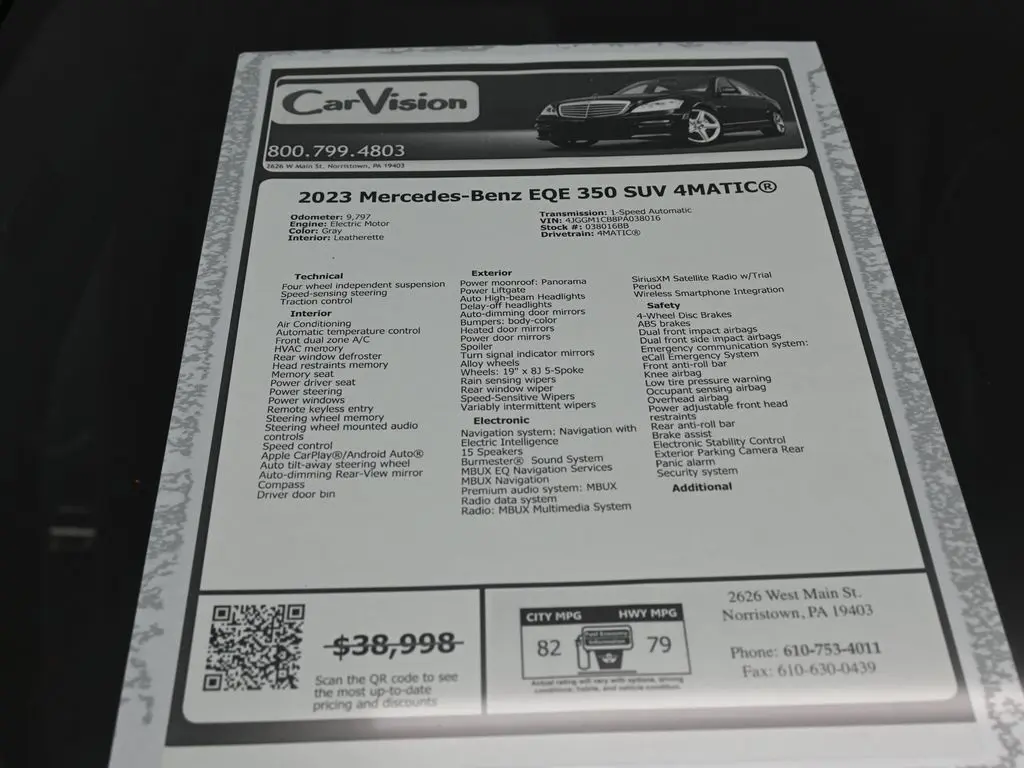 CarVision
800.799.4803
2626 W Main St, Norristown, PA 19403
2023 Mercedes-Benz EQE 350 SUV 4MATIC®
Odometer: 9,797
Engine: Electric Motor
Color: Gray
Interior: Leatherette
Transmission: 1-Speed Automatic
VIN: 4JGGM1CB8PA038016
Stock #: 038016BB
Drivetrain: 4MATIC®
Technical
Four wheel independent suspension
Speed-sensing steering
Traction control
Interior
Air Conditioning
Automatic temperature control
Front dual zone A/C
HVAC memory
Rear window defroster
Head restraints memory
Memory seat
Power driver seat
Power steering
Power windows
Remote keyless entry
Steering wheel memory
Steering wheel mounted audio
controls
Speed control
Apple CarPlay®/Android Auto®
Auto tilt-away steering wheel
Auto-dimming Rear-View mirror
Compass
Driver door bin
Exterior
Power moonroof: Panorama
Power Liftgate
Auto High-beam Headlights
Delay-off headlights
Auto-dimming door mirrors
Bumpers: body-color
Heated door mirrors
Power door mirrors
Spoiler
Turn signal indicator mirrors
Alloy wheels
Wheels: 19" x 8J 5-Spoke
Rain sensing wipers
Rear window wiper
Speed-Sensitive Wipers
Variably intermittent wipers
Electronic
Navigation system: Navigation with
Electric Intelligence
15 Speakers
Burmester® Sound System
MBUX EQ Navigation Services
MBUX Navigation
Premium audio system: MBUX
Radio data system
Radio: MBUX Multimedia System
SiriusXM Satellite Radio w/Trial
Period
Wireless Smartphone Integration
Safety
4-Wheel Disc Brakes
ABS brakes
Dual front impact airbags
Dual front side impact airbags
Emergency communication system:
eCall Emergency System
Front anti-roll bar
Knee airbag
Low tire pressure warning
Occupant sensing airbag
Overhead airbag
Power adjustable front head
restraints
Rear anti-roll bar
Brake assist
Electronic Stability Control
Exterior Parking Camera Rear
Panic alarm
Security system
Additional
$38,998
Scan the QR code to see
the most up-to-date
pricing and discounts
CITY MPG
HWY MPG
82
Fuel Economy
79
Actual rating will vary with options, driving
conditions, habits, and vehicle condition.
2626 West Main St.
Norristown, PA 19403
Phone: 610-753-4011
Fax: 610-630-0439